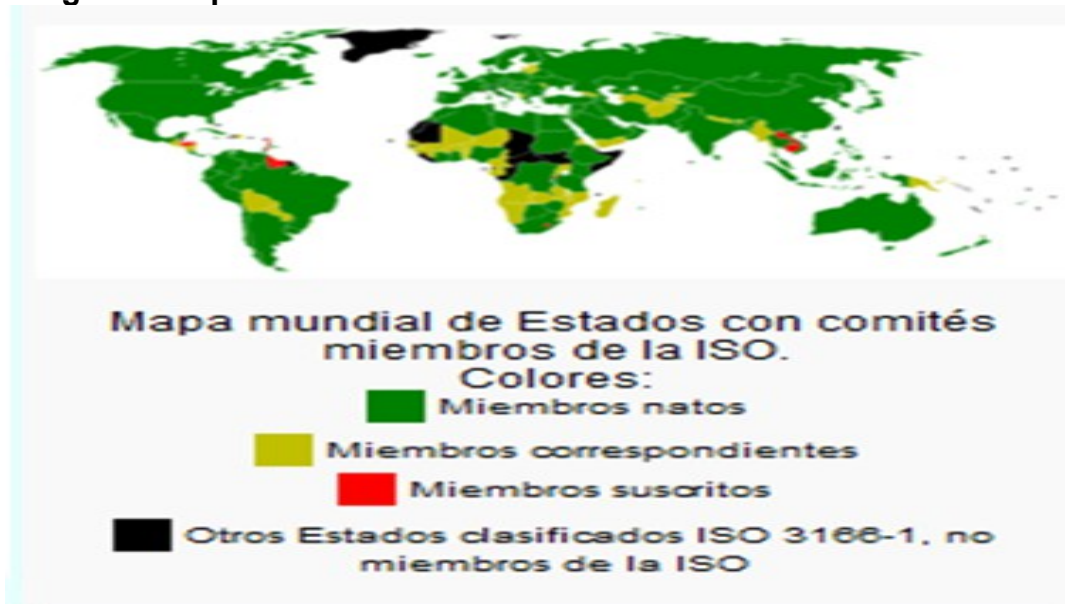 Mapa mundial de Estados con comités
miembros de la ISO.
Colores:
Miembros natos
Miembros correspondientes
Miembros suscritos
Otros Estados clasificados ISO 3166-1, no
miembros de la ISO